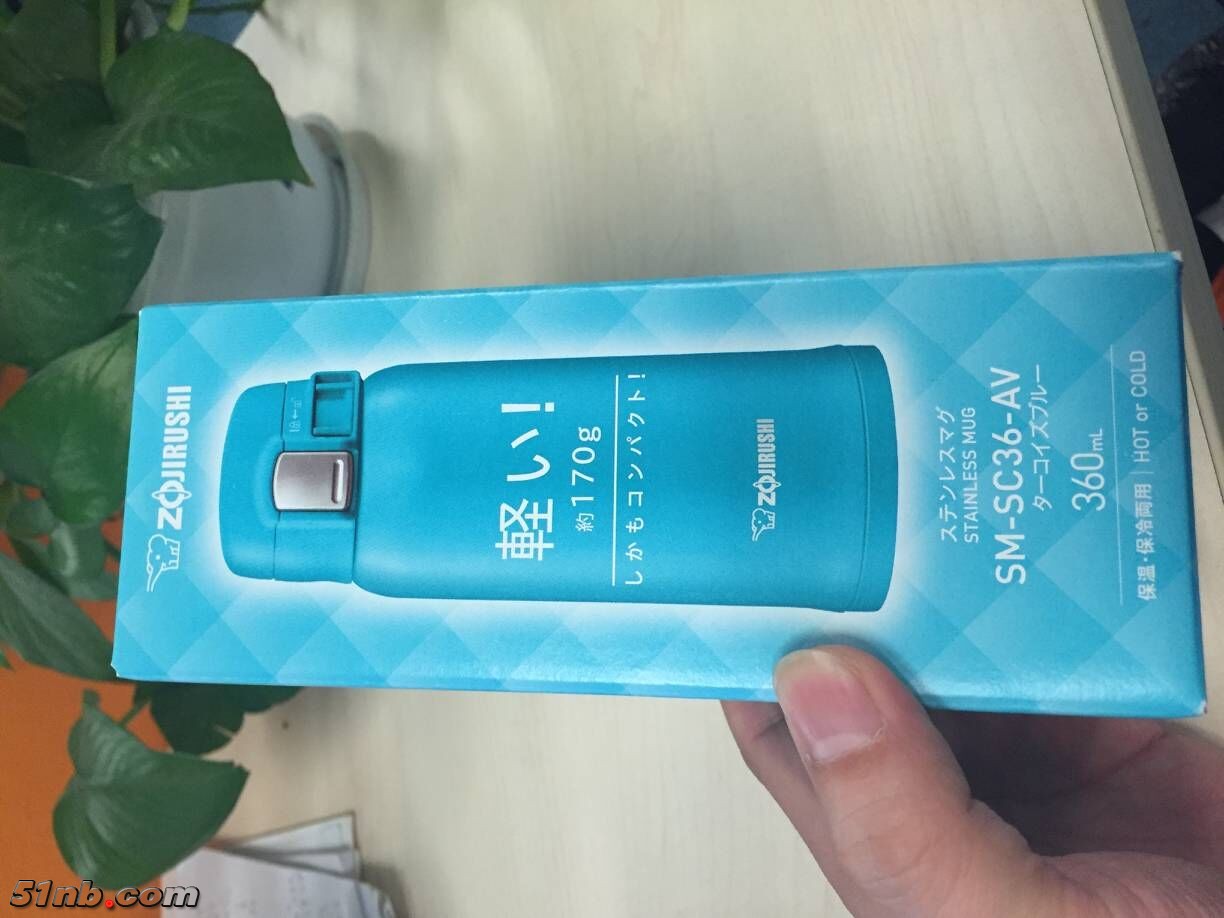 ZOJIRUSHI
軽い!
約170g
しかもコンパクト!
ZOJIRUSHI
ステンレスマグ
STAINLESS MUG
SM-SC36-AV
ターコイズブルー
360mL
保温・保冷両用 | HOT or COLD
51nb.com